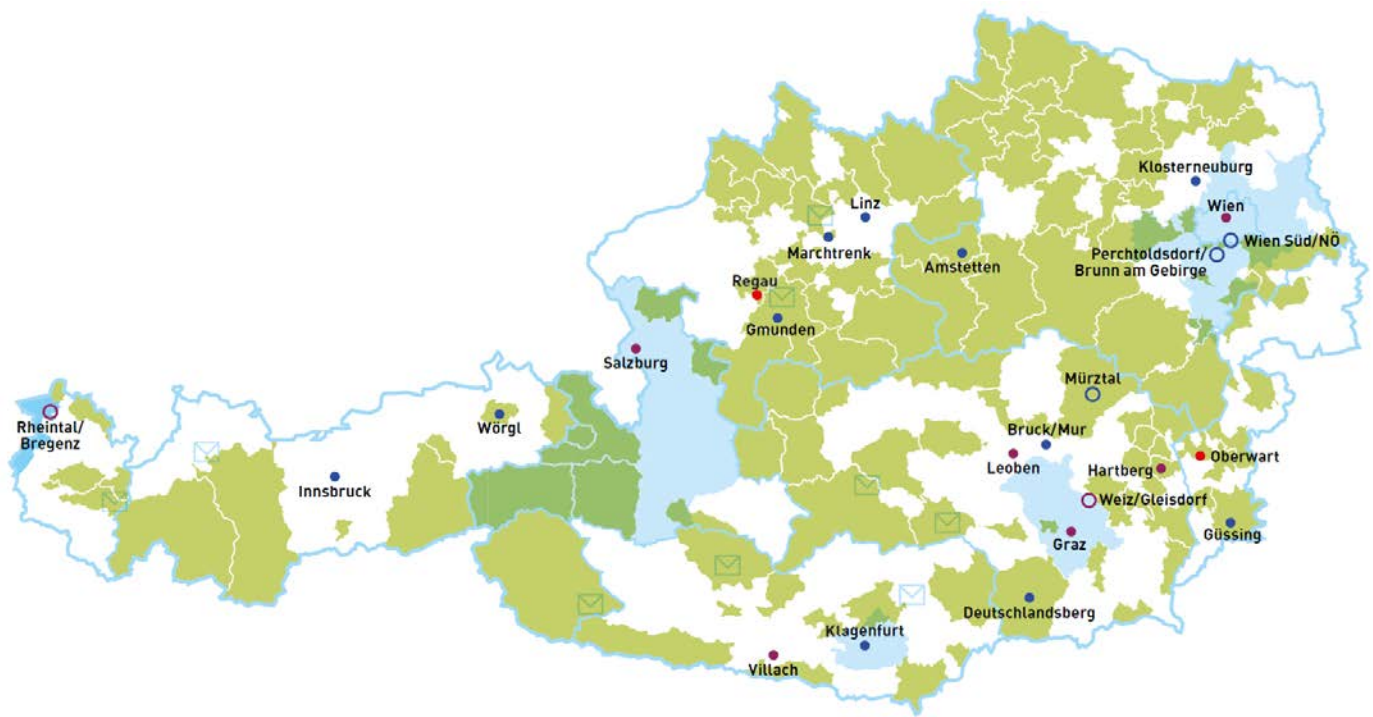 Klosterneuburg
Linz
Wien
Marchtrenk
Wien Süd/NÖ
Perchtoldsdorf/
Brunn am Gebirge
Amstetten
Regau
Gmunden
Salzburg
Mürztal
Rheintal/
Bregenz
Wörgl
Bruck/Mur
Leoben
Hartberg
Oberwart
Innsbruck
Weiz/Gleisdorf
Güssing
Graz
Deutschlandsberg
Klagenfurt
Villach